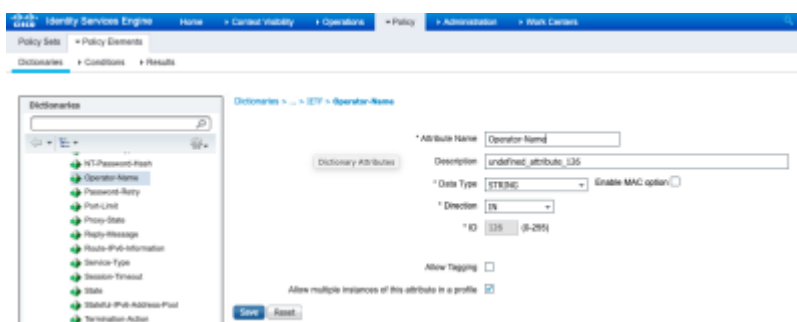 CISCO Identity Services Engine Home Context Visibility Operations Policy Administration Work Centers
Policy Sets Policy Elements
Dictionaries Conditions Results
Dictionaries
Dictionaries > ... > IETF > Operator-Name
* Attribute Name Operator-Name
NT-Password-Hash
Dictionary Attributes
Description undefined_attribute_126
Operator-Name
* Data Type STRING Enable MAC option
Password-Retry
Port-Limit
* Direction IN
Proxy-State
* ID 126 (0-255)
Reply-Message
Route-IPv6-Information
Service-Type
Allow Tagging
Session-Timeout
State
Allow multiple instances of this attribute in a profile
Stateful-IPv6-Address-Pool
Save Reset
Termination-Action